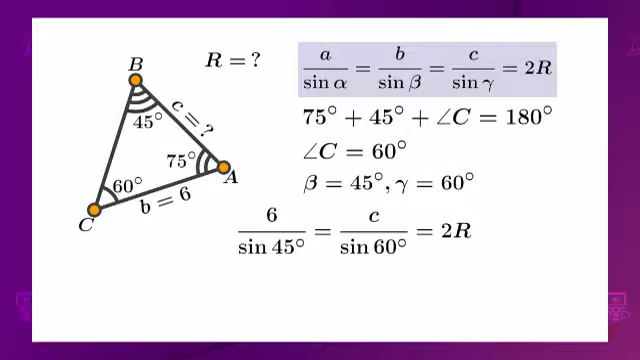 B
R = ?
c = ?
45°
75°
A
60°
b = 6
C
a/sin α = b/sin β = c/sin γ = 2R
75° + 45° + ∠C = 180°
∠C = 60°
β = 45°, γ = 60°
6/sin 45° = c/sin 60° = 2R